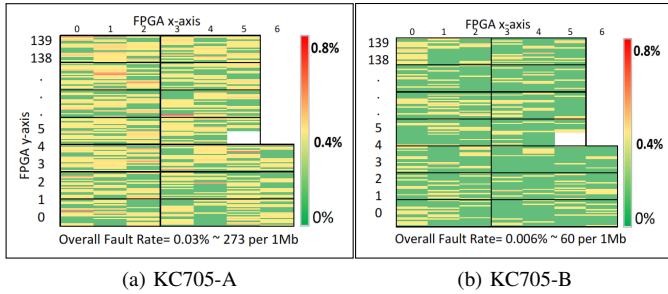 FPGA x-axis
0 1 2 3 4 5 6
FPGA y-axis
139
138
.
.
.
5
4
3
2
1
0
0.8%
0.4%
0%
Overall Fault Rate= 0.03% ~ 273 per 1Mb
(a) KC705-A
FPGA x-axis
0 1 2 3 4 5 6
FPGA y-axis
139
138
.
.
.
5
4
3
2
1
0
0.8%
0.4%
0%
Overall Fault Rate= 0.006% ~ 60 per 1Mb
(b) KC705-B